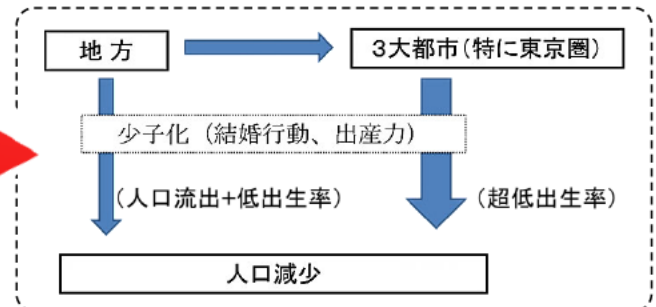 地方
3大都市(特に東京圏)
少子化（結婚行動、出産力）
(人口流出+低出生率)
(超低出生率)
人口減少